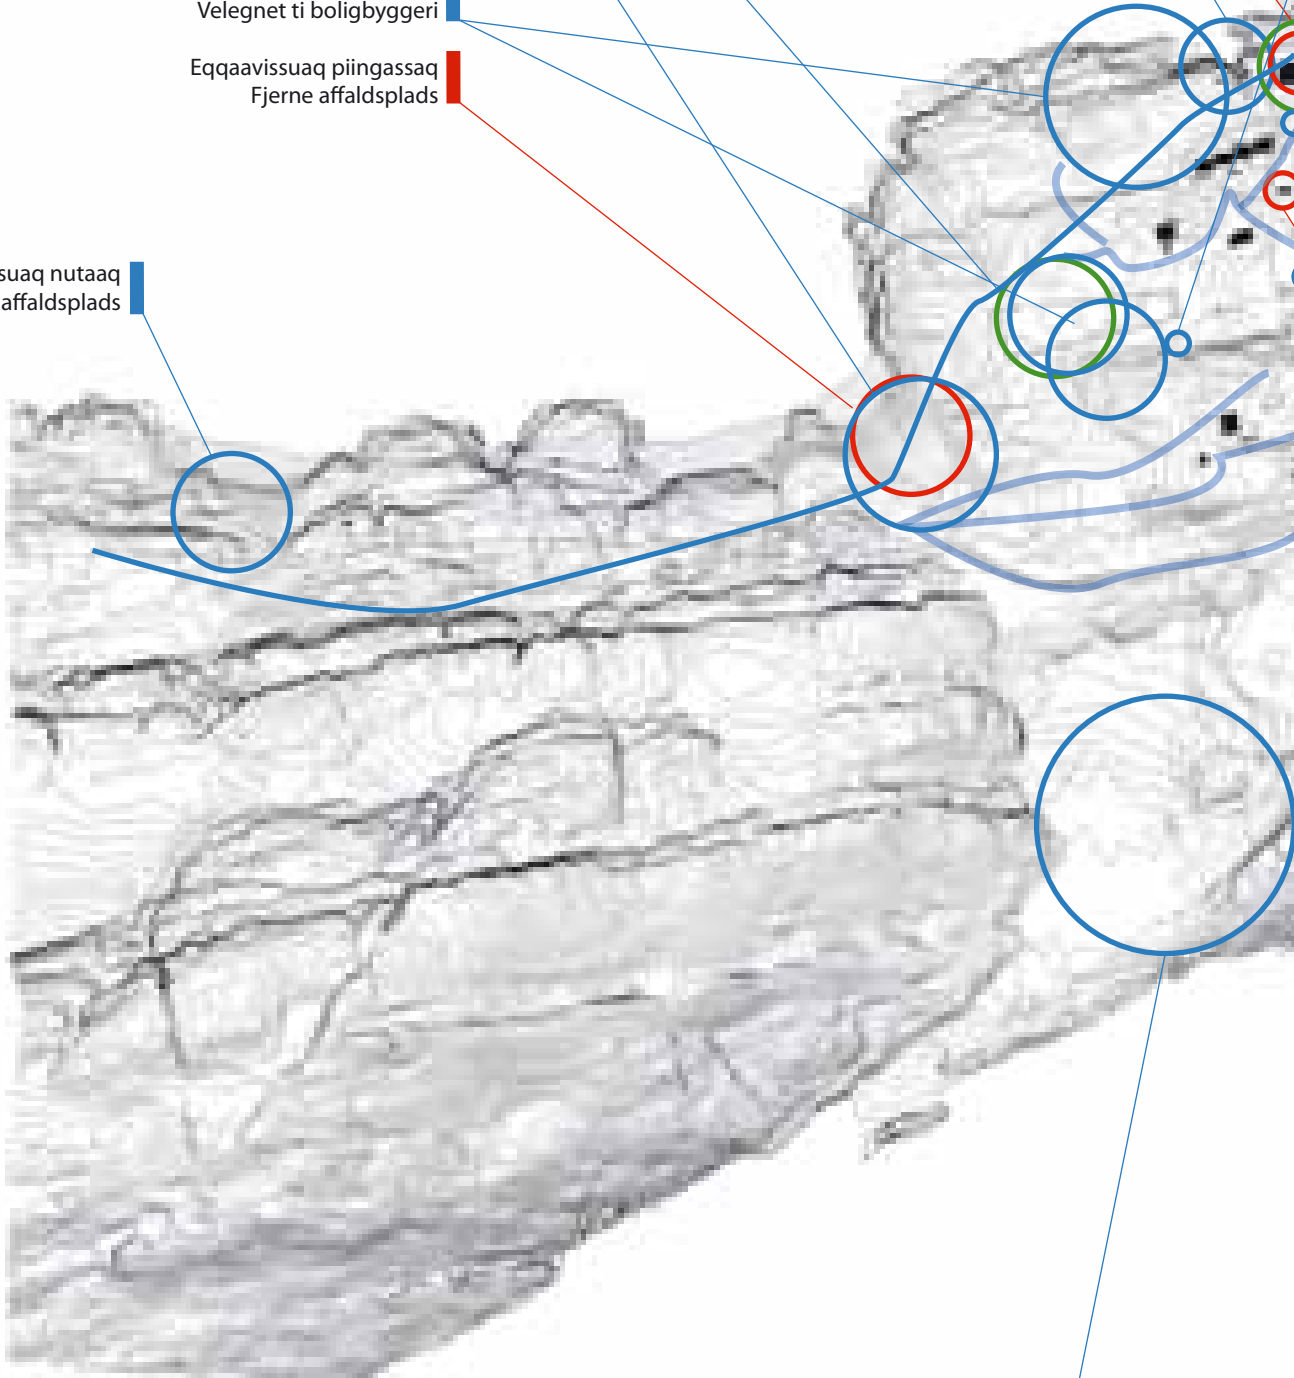 Velegnet ti boligbyggeri
Eqqaavissuaq piingassaq
Fjerne affaldsplads
suaq nutaaq
affaldsplads